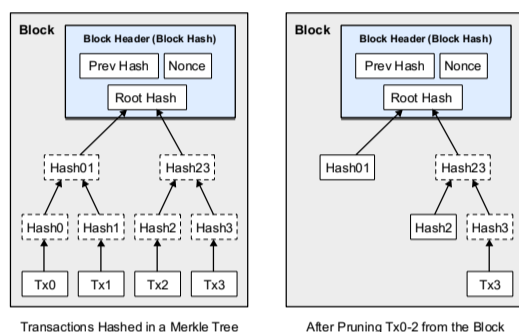 Block
Block Header (Block Hash)
Prev Hash
Nonce
Root Hash
Hash01
Hash23
Hash0
Hash1
Hash2
Hash3
Tx0
Tx1
Tx2
Tx3
Transactions Hashed in a Merkle Tree
Block
Block Header (Block Hash)
Prev Hash
Nonce
Root Hash
Hash01
Hash23
Hash2
Hash3
Tx3
After Pruning Tx0-2 from the Block